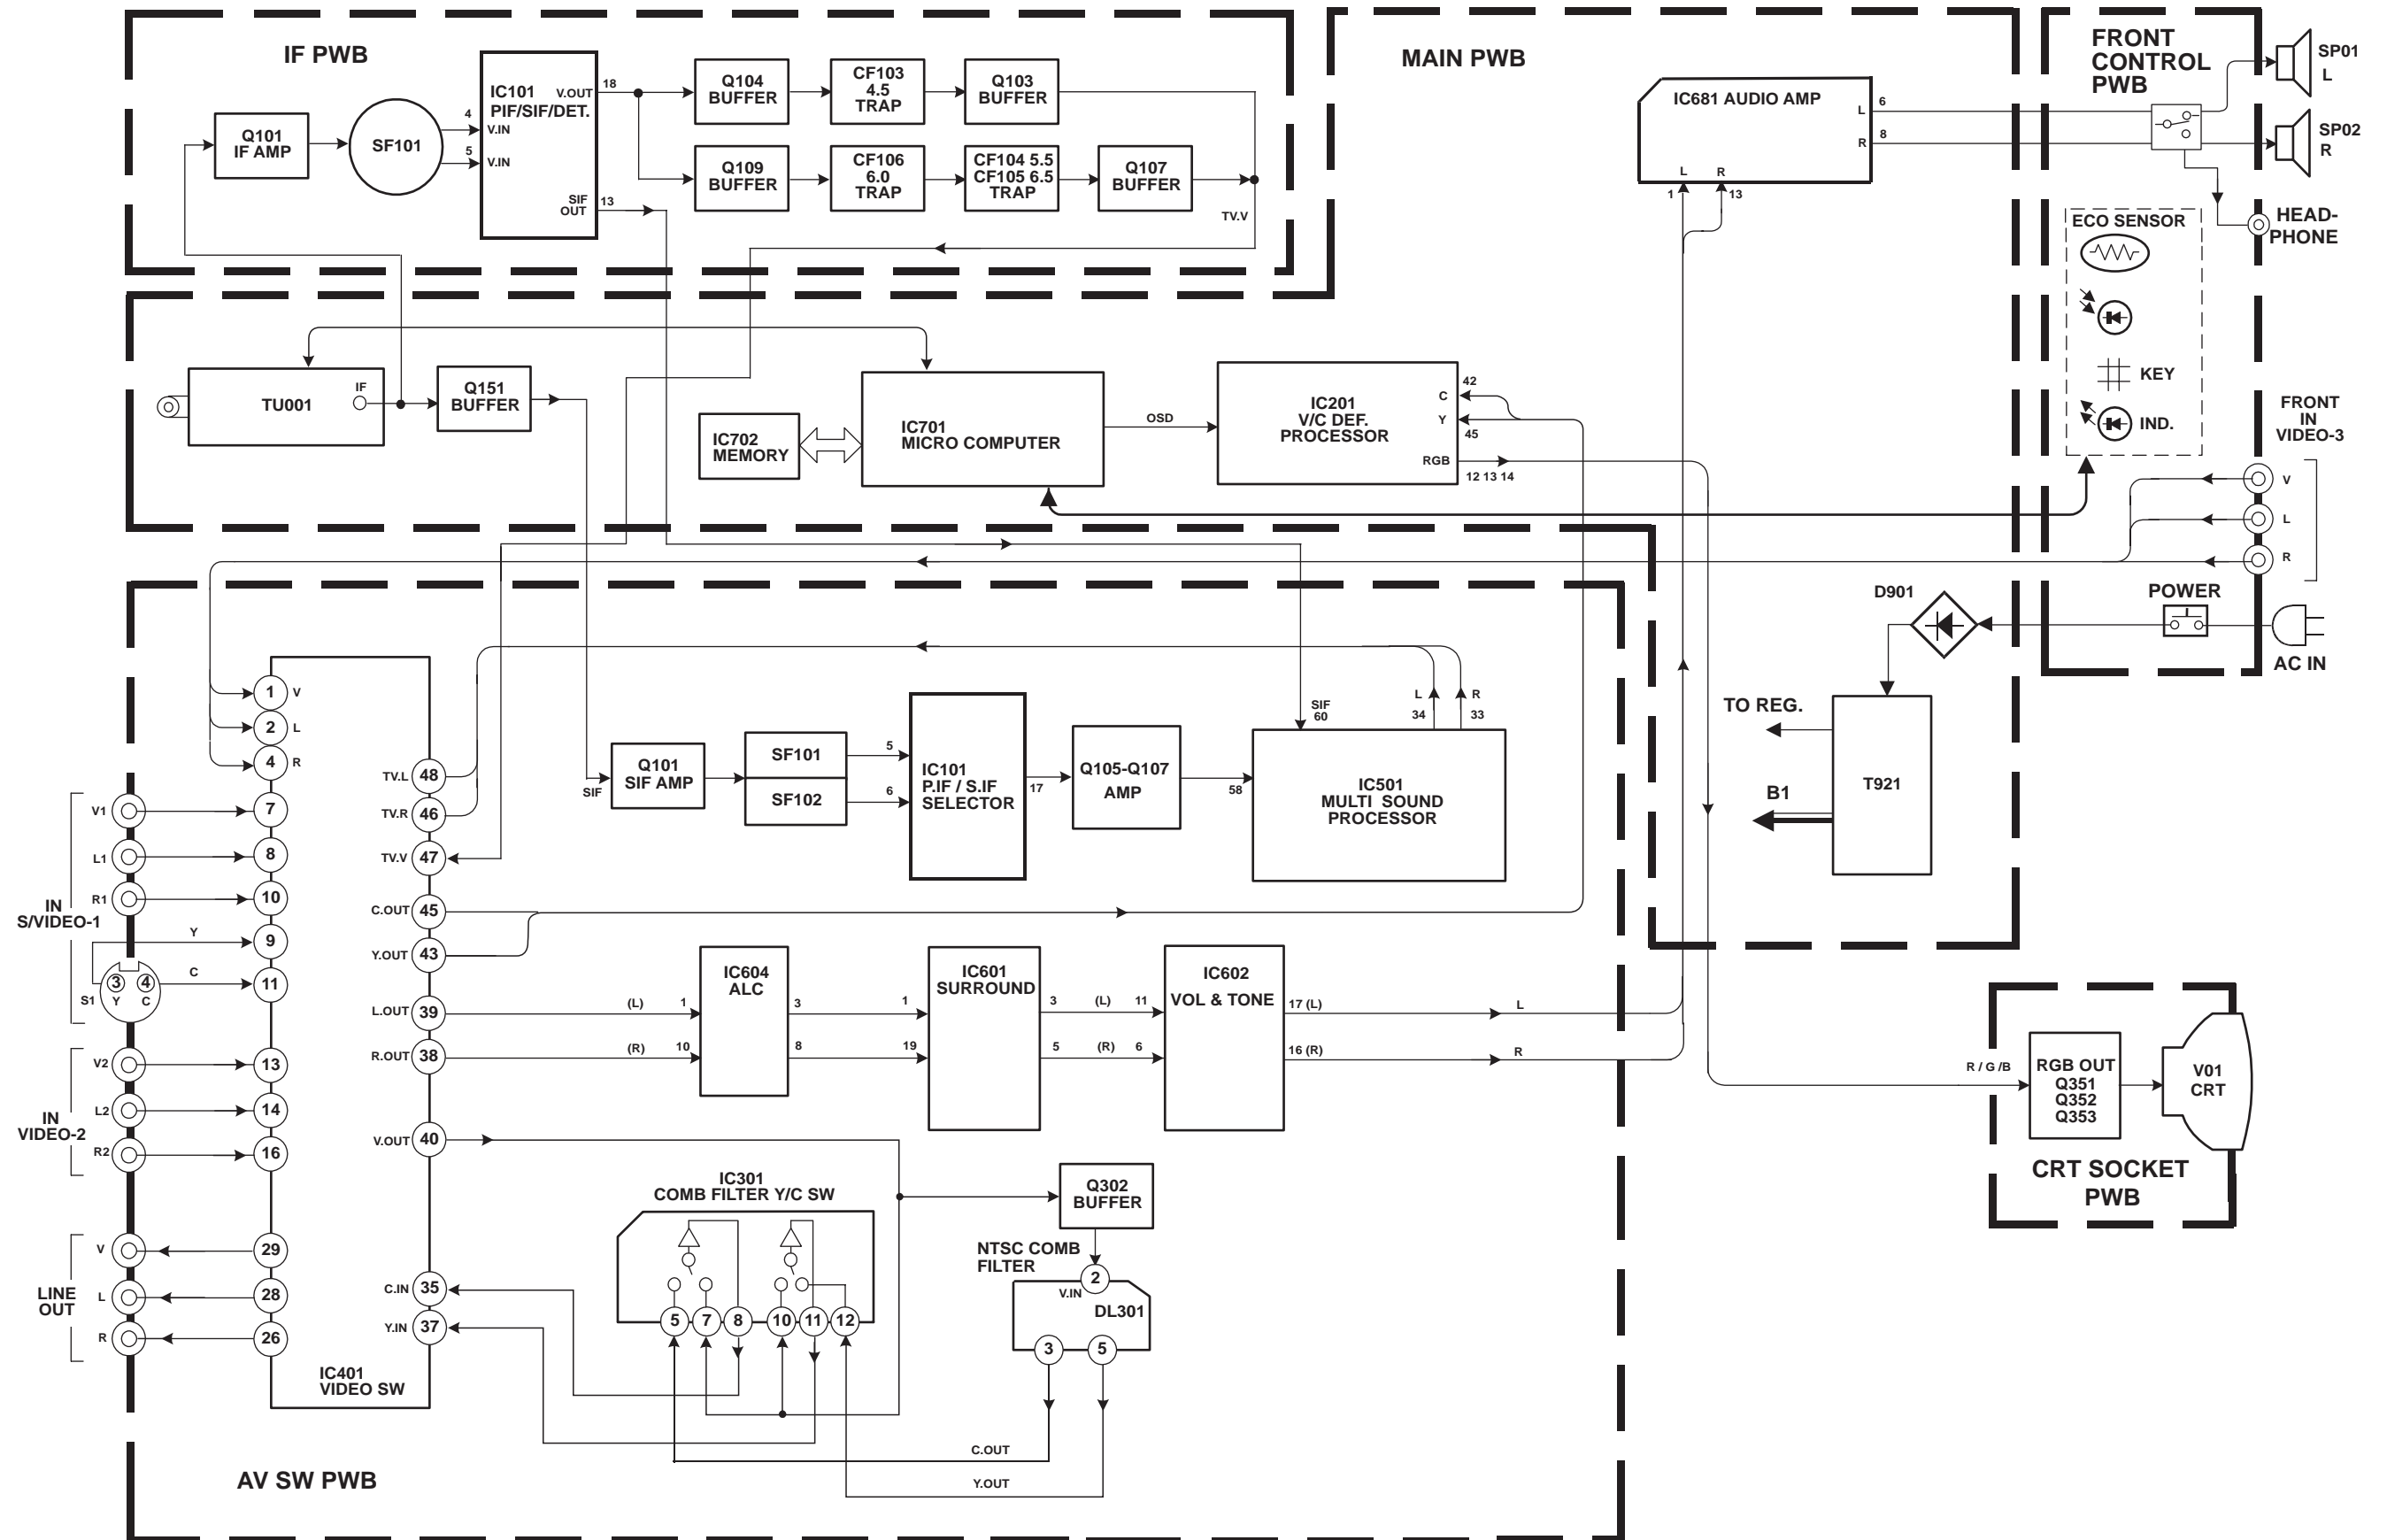 IF PWB
Q101
IF AMP
SF101
4
V.IN
5
V.IN
IC101
PIF/SIF/DET.
V.OUT
18
SIF
OUT
13
Q104
BUFFER
CF103
4.5
TRAP
Q103
BUFFER
Q109
BUFFER
CF106
6.0
TRAP
CF104 5.5
CF105 6.5
TRAP
Q107
BUFFER
TV.V
MAIN PWB
IC681 AUDIO AMP
L
6
R
8
L
R
1
13
FRONT
CONTROL
PWB
SP01
L
SP02
R
HEAD-
PHONE
ECO SENSOR
KEY
IND.
FRONT
IN
VIDEO-3
V
L
R
POWER
AC IN
TU001
IF
Q151
BUFFER
IC702
MEMORY
IC701
MICRO COMPUTER
OSD
IC201
V/C DEF.
PROCESSOR
C
42
Y
45
RGB
12 13 14
D901
TO REG.
B1
T921
1
V
2
L
4
R
7
8
10
9
11
13
14
16
29
28
26
TV.L
48
TV.R
46
TV.V
47
C.OUT
45
Y.OUT
43
L.OUT
39
R.OUT
38
V.OUT
40
C.IN
35
Y.IN
37
IC401
VIDEO SW
IN
S/VIDEO-1
V1
L1
R1
Y
C
3
4
S1
Y
C
IN
VIDEO-2
V2
L2
R2
LINE
OUT
V
L
R
SIF
Q101
SIF AMP
SF101
SF102
5
6
IC101
P.IF / S.IF
SELECTOR
17
Q105-Q107
AMP
58
SIF
60
L
34
R
33
IC501
MULTI SOUND
PROCESSOR
(L)
1
(R)
10
IC604
ALC
3
8
1
19
IC601
SURROUND
3
(L)
11
5
(R)
6
IC602
VOL & TONE
17 (L)
16 (R)
L
R
IC301
COMB FILTER Y/C SW
5
7
8
10
11
12
Q302
BUFFER
NTSC COMB
FILTER
2
V.IN
DL301
3
5
C.OUT
Y.OUT
AV SW PWB
R / G /B
RGB OUT
Q351
Q352
Q353
V01
CRT
CRT SOCKET
PWB